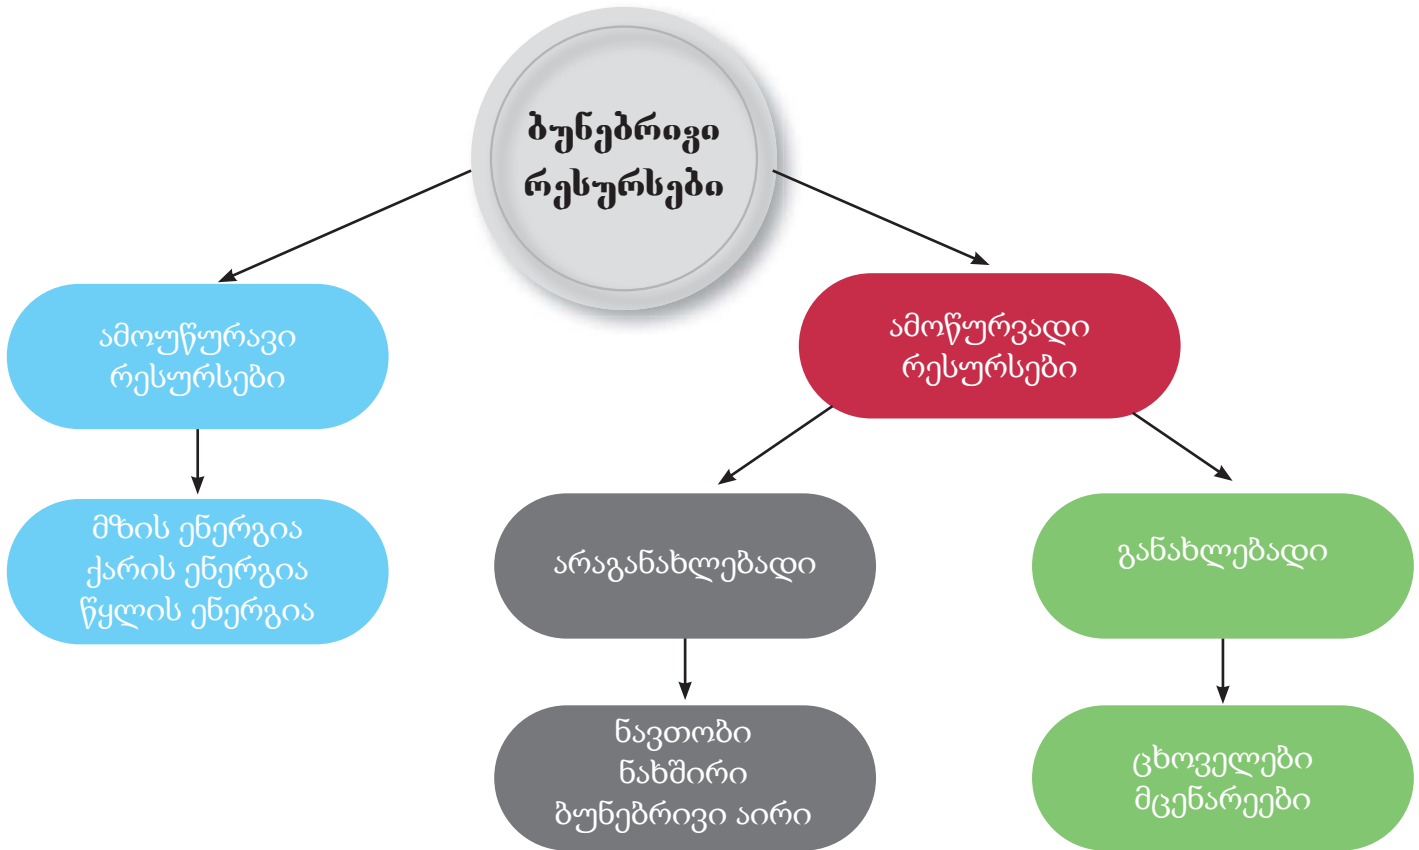 ბუნებრივი
რესურსები
ამოუწურავი
რესურსები
ამოწურვადი
რესურსები
მზის ენერგია
ქარის ენერგია
წყლის ენერგია
არაგანახლებადი
განახლებადი
ნავთობი
ნახშირი
ბუნებრივი აირი
ცხოველები
მცენარეები